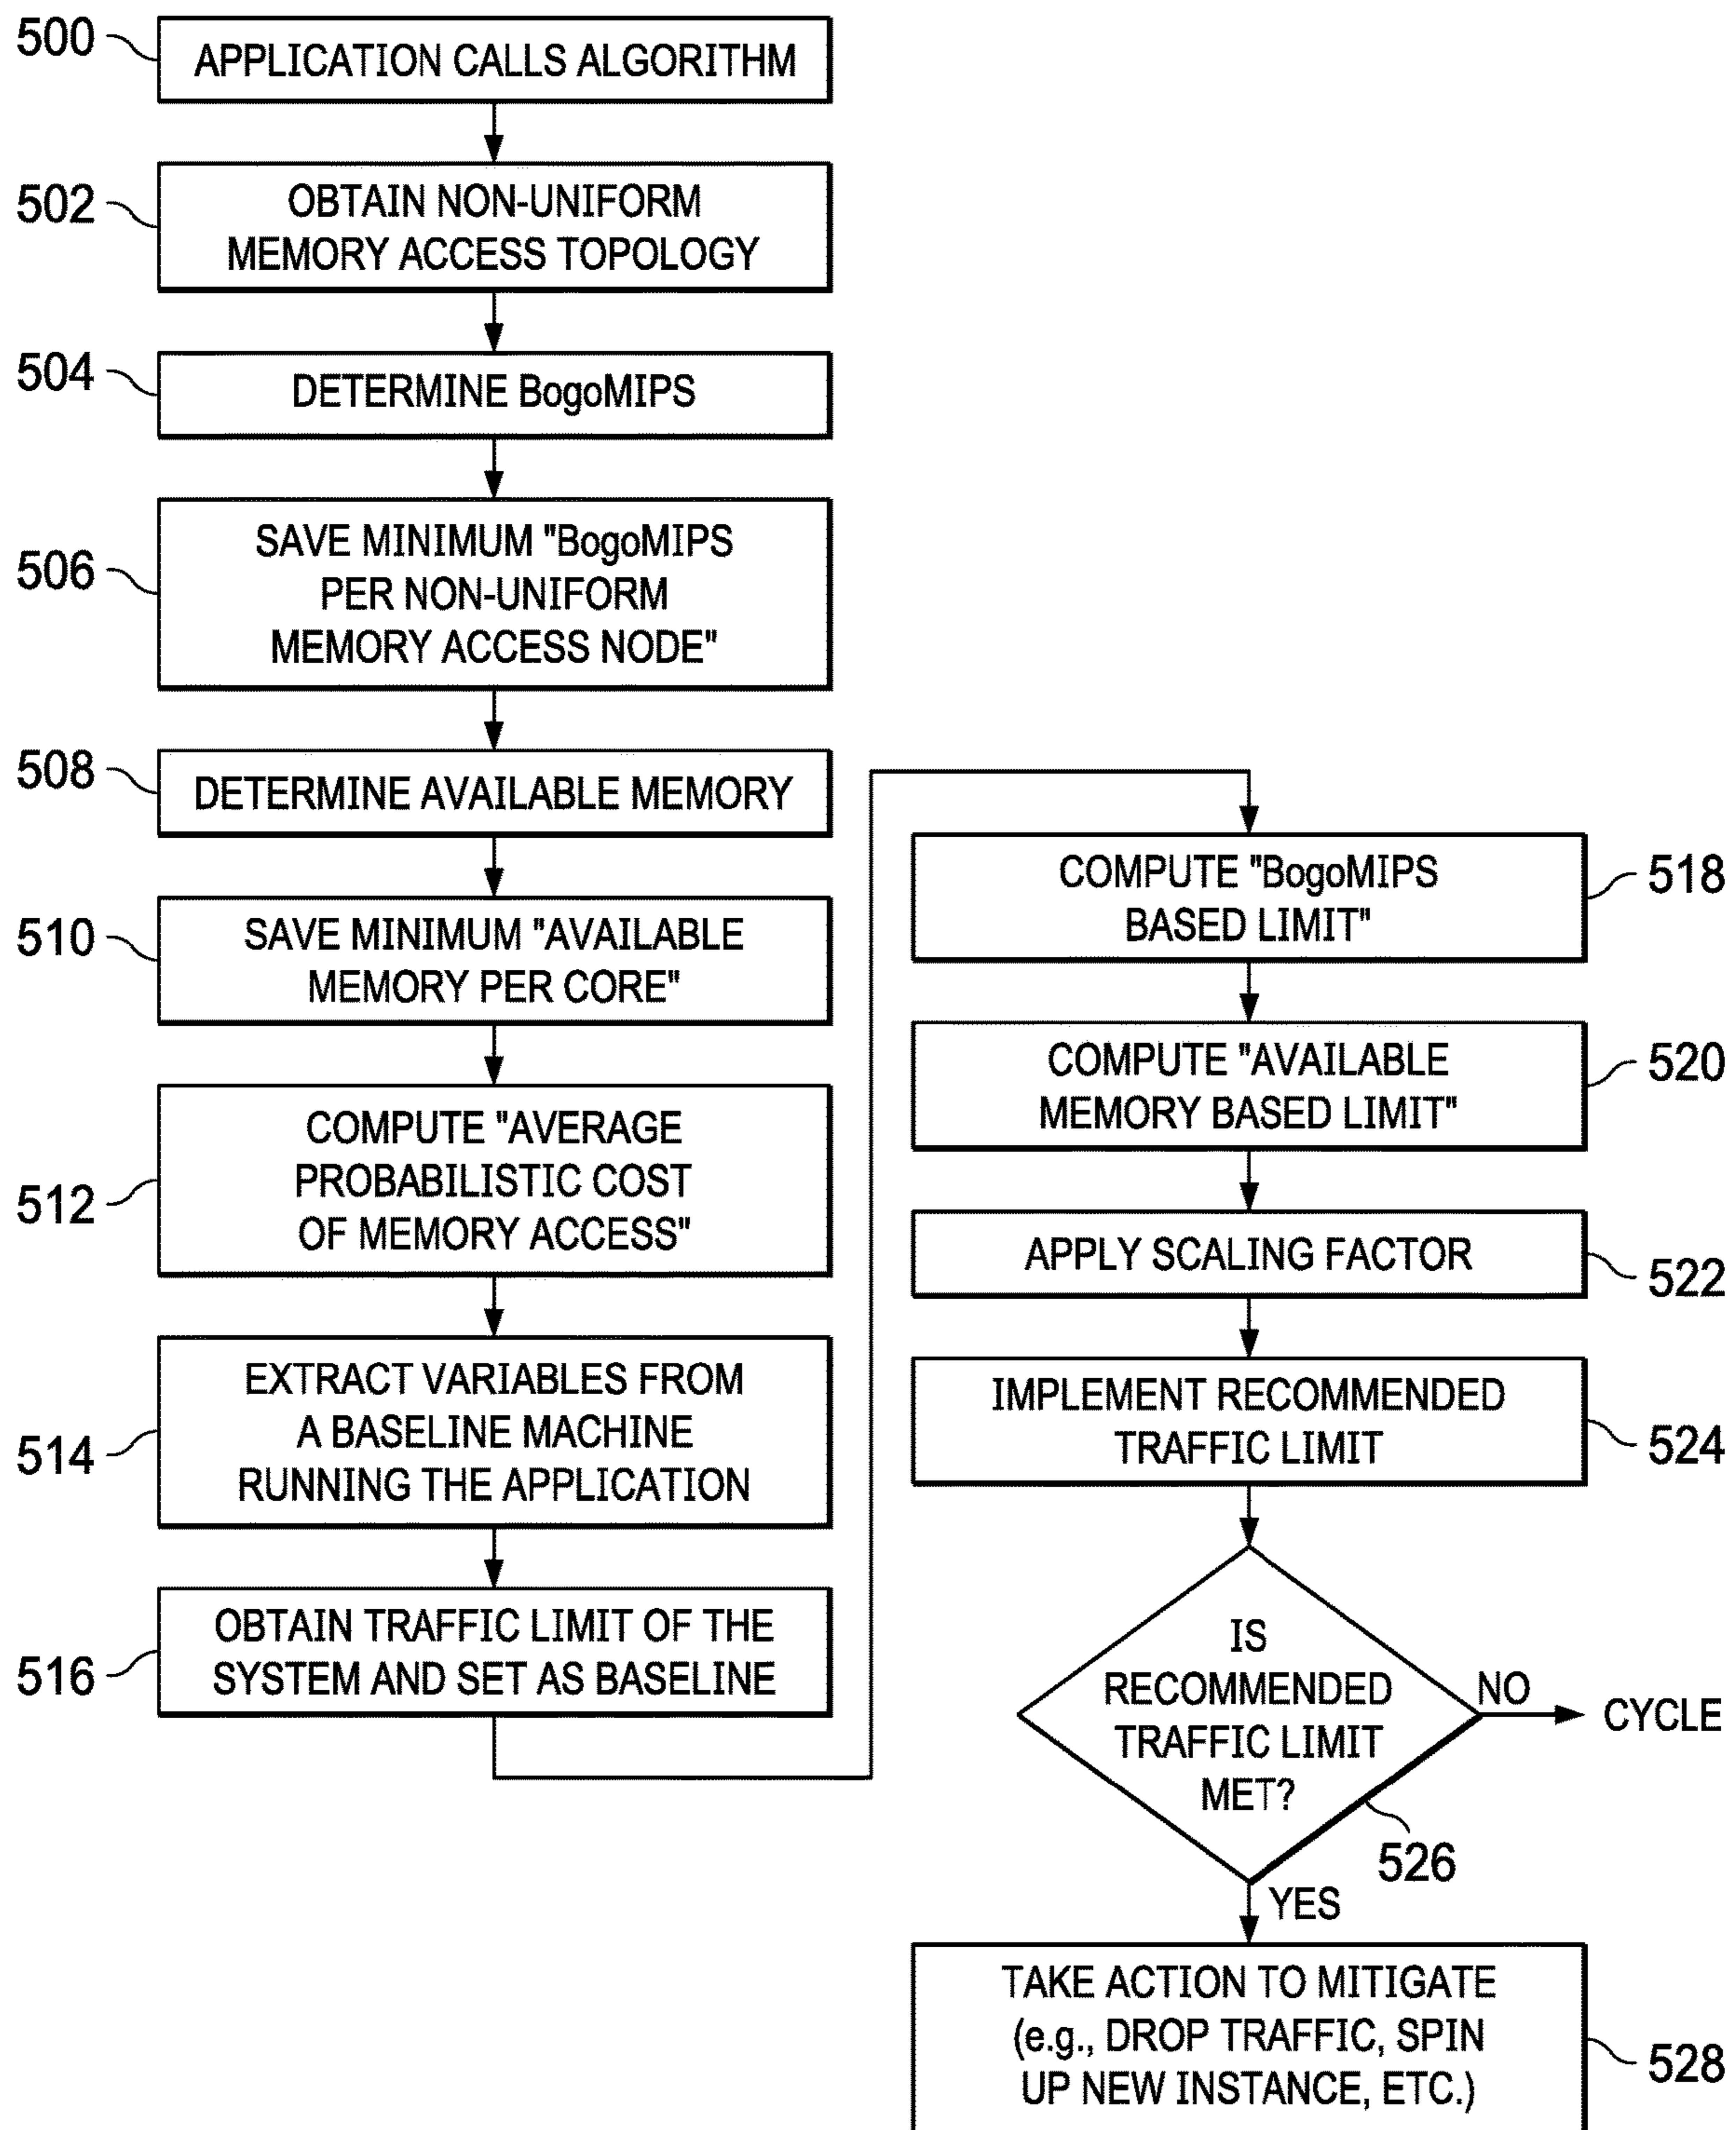 500
APPLICATION CALLS ALGORITHM
502
OBTAIN NON-UNIFORM
MEMORY ACCESS TOPOLOGY
504
DETERMINE BogoMIPS
506
SAVE MINIMUM "BogoMIPS
PER NON-UNIFORM
MEMORY ACCESS NODE"
508
DETERMINE AVAILABLE MEMORY
510
SAVE MINIMUM "AVAILABLE
MEMORY PER CORE"
512
COMPUTE "AVERAGE
PROBABILISTIC COST
OF MEMORY ACCESS"
514
EXTRACT VARIABLES FROM
A BASELINE MACHINE
RUNNING THE APPLICATION
516
OBTAIN TRAFFIC LIMIT OF THE
SYSTEM AND SET AS BASELINE
COMPUTE "BogoMIPS
BASED LIMIT"
518
COMPUTE "AVAILABLE
MEMORY BASED LIMIT"
520
APPLY SCALING FACTOR
522
IMPLEMENT RECOMMENDED
TRAFFIC LIMIT
524
IS
RECOMMENDED
TRAFFIC LIMIT
MET?
526
NO
CYCLE
YES
TAKE ACTION TO MITIGATE
(e.g., DROP TRAFFIC, SPIN
UP NEW INSTANCE, ETC.)
528